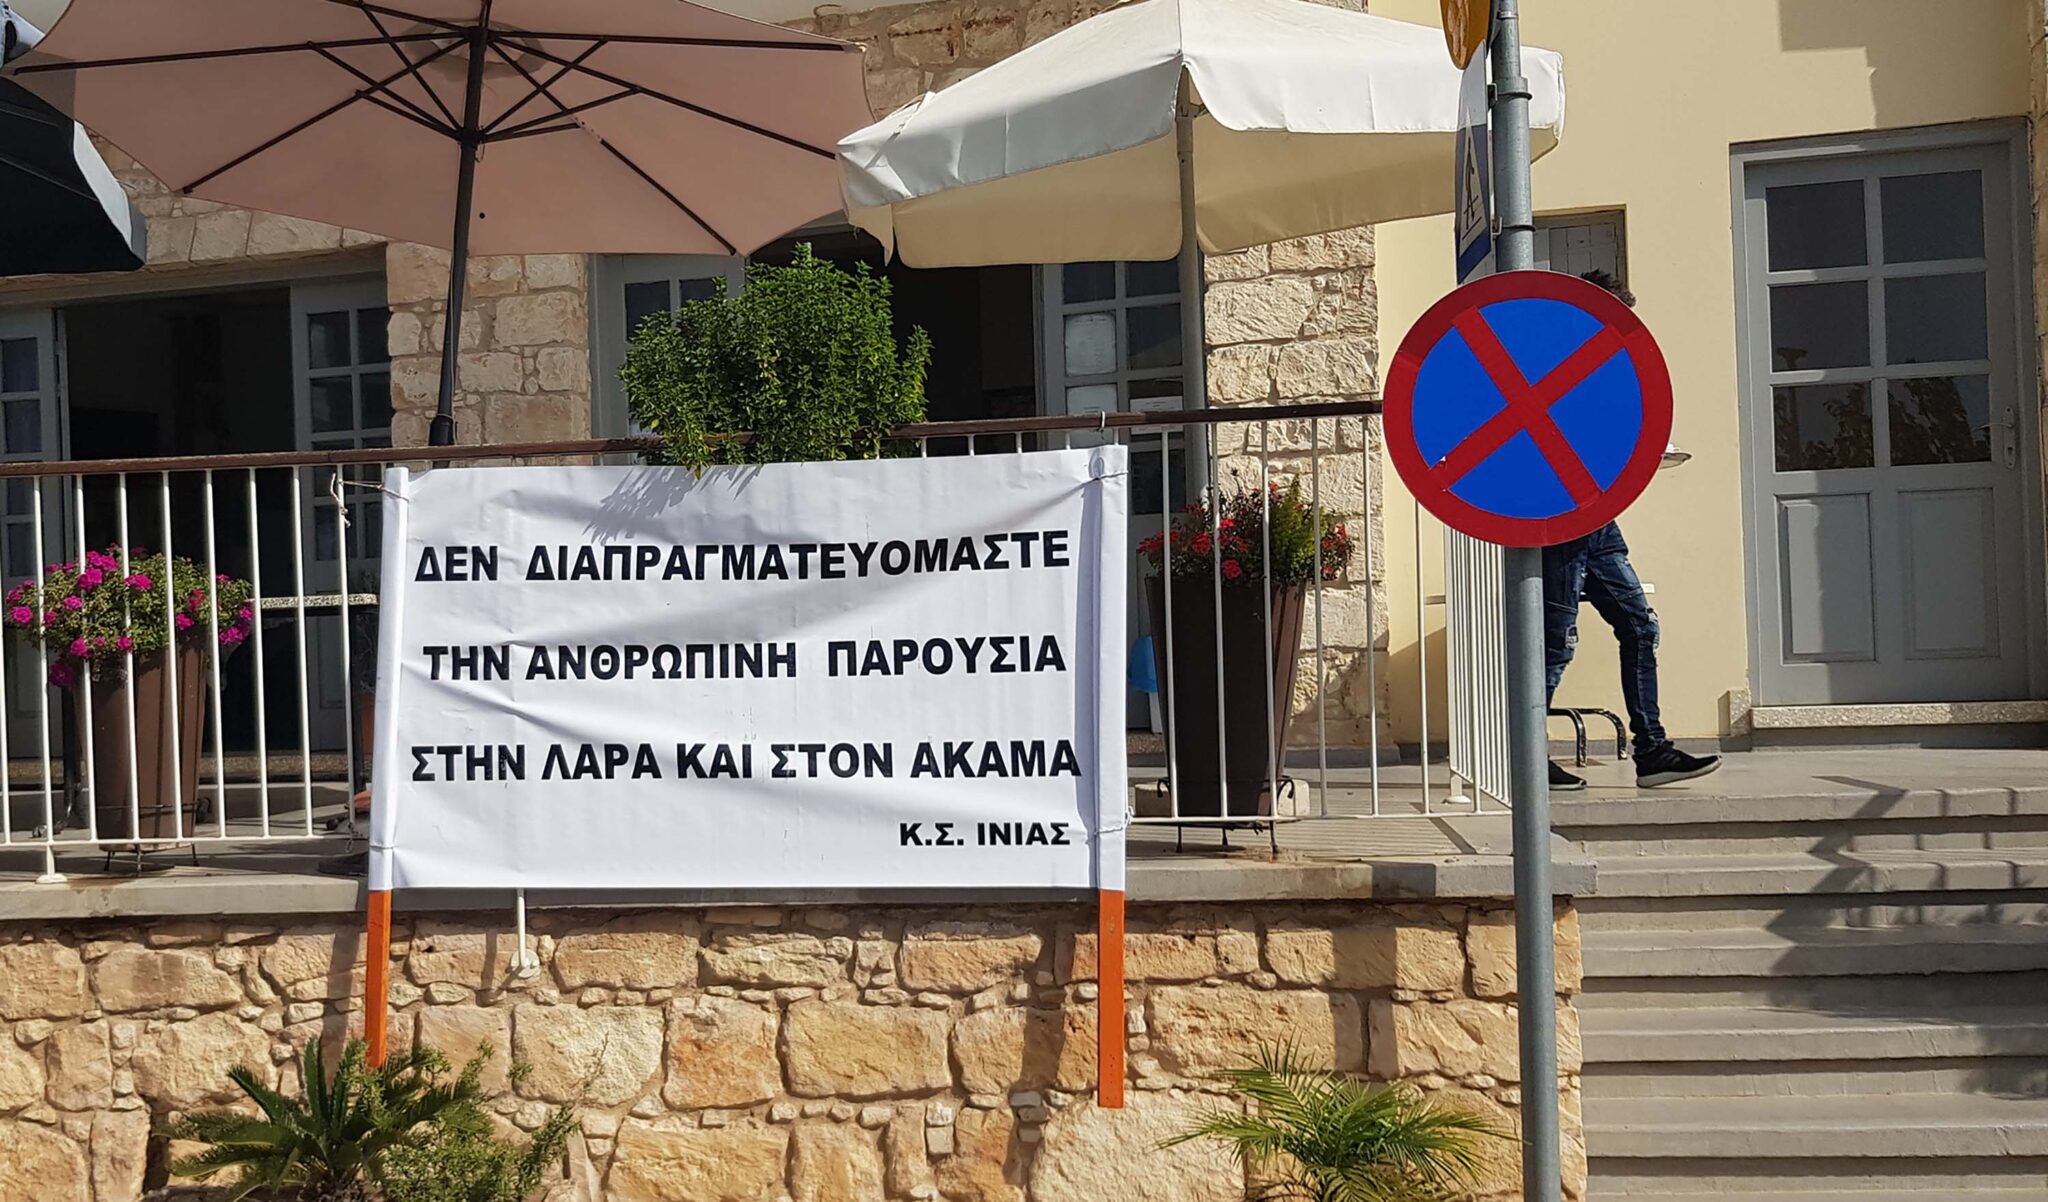 ΔΕΝ ΔΙΑΠΡΑΓΜΑΤΕΥΟΜΑΣΤΕ
ΤΗΝ ΑΝΘΡΩΠΙΝΗ ΠΑΡΟΥΣΙΑ
ΣΤΗΝ ΛΑΡΑ ΚΑΙ ΣΤΟΝ ΑΚΑΜΑ
Κ.Σ. ΙΝΙΑΣ